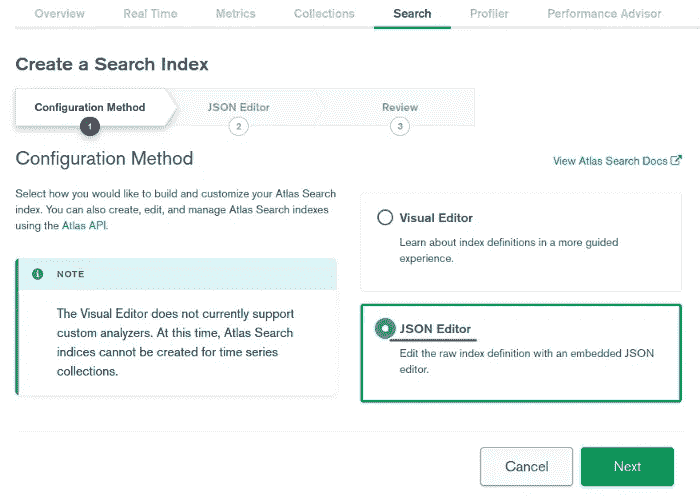 Overview Real Time Metrics Collections Search Profiler Performance Advisor
Create a Search Index
Configuration Method JSON Editor Review
1 2 3
Configuration Method
View Atlas Search Docs
Select how you would like to build and customize your Atlas Search
index. You can also create, edit, and manage Atlas Search indexes
using the Atlas API.
NOTE
The Visual Editor does not currently support
custom analyzers. At this time, Atlas Search
indices cannot be created for time series
collections.
Visual Editor
Learn about index definitions in a more guided
experience.
JSON Editor
Edit the raw index definition with an embedded JSON
editor.
Cancel Next